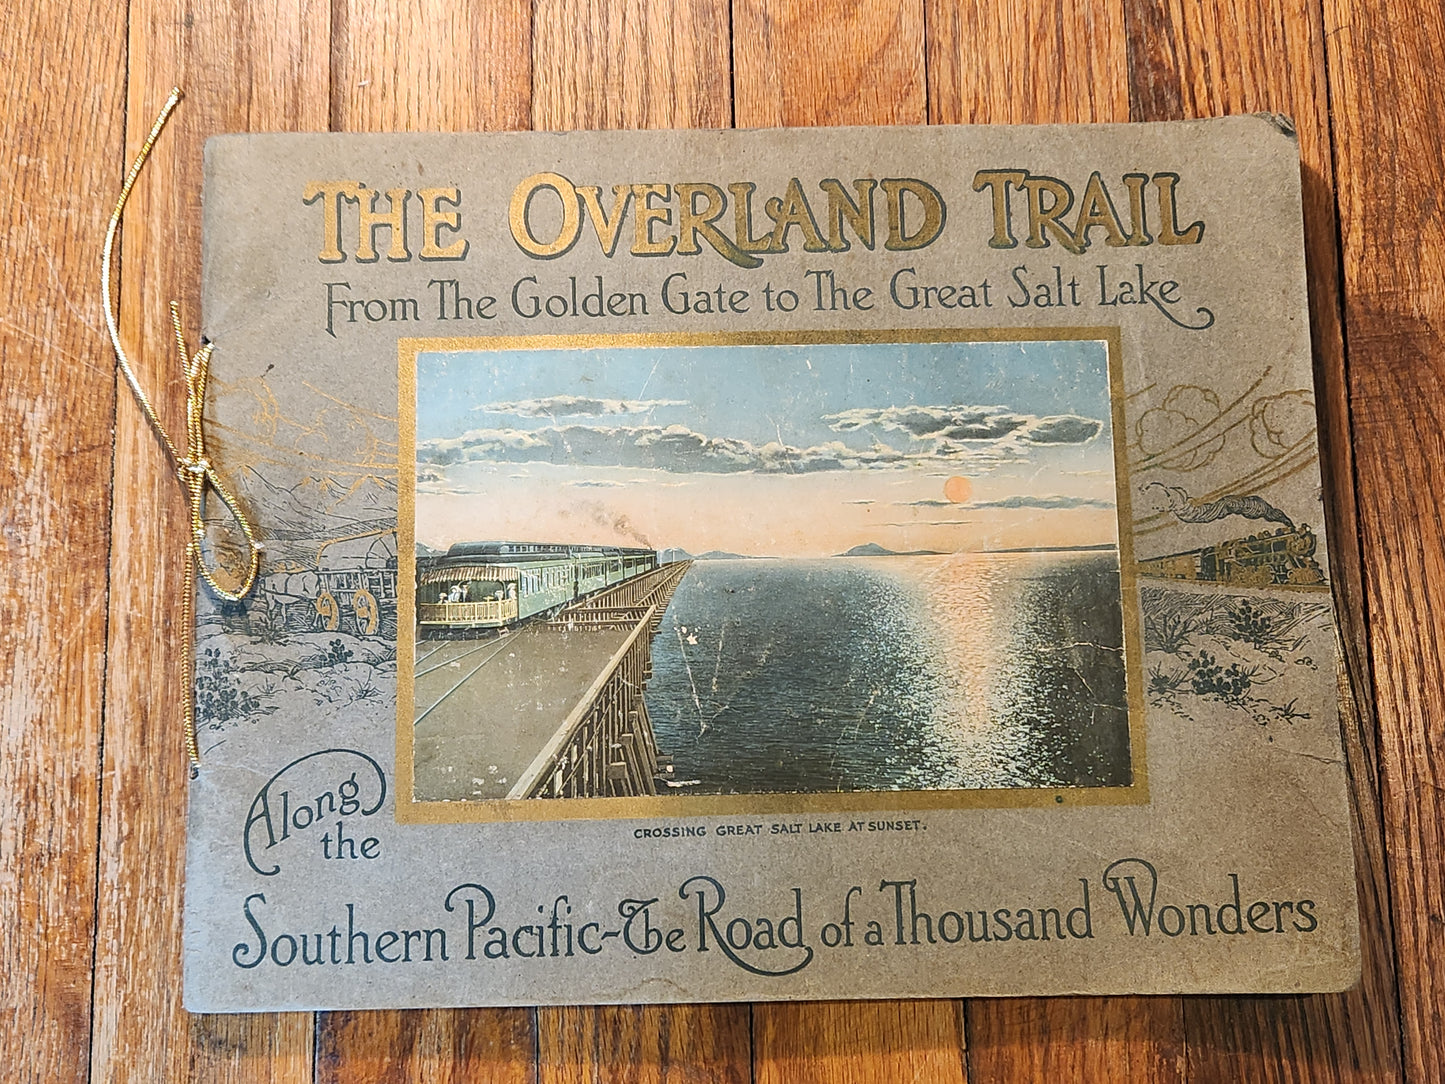 THE OVERLAND TRAIL
From The Golden Gate to The Great Salt Lake
CROSSING GREAT SALT LAKE AT SUNSET.
Along
the
Southern Pacific-The Road of a Thousand Wonders